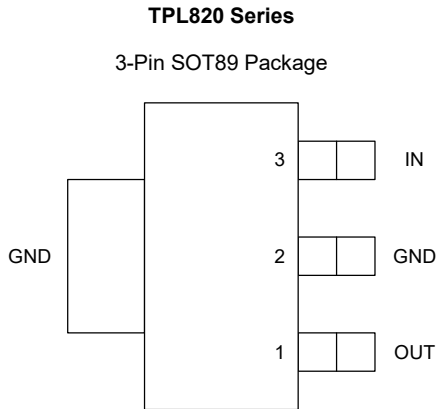 TPL820 Series
3-Pin SOT89 Package
3 IN
GND 2 GND
1 OUT